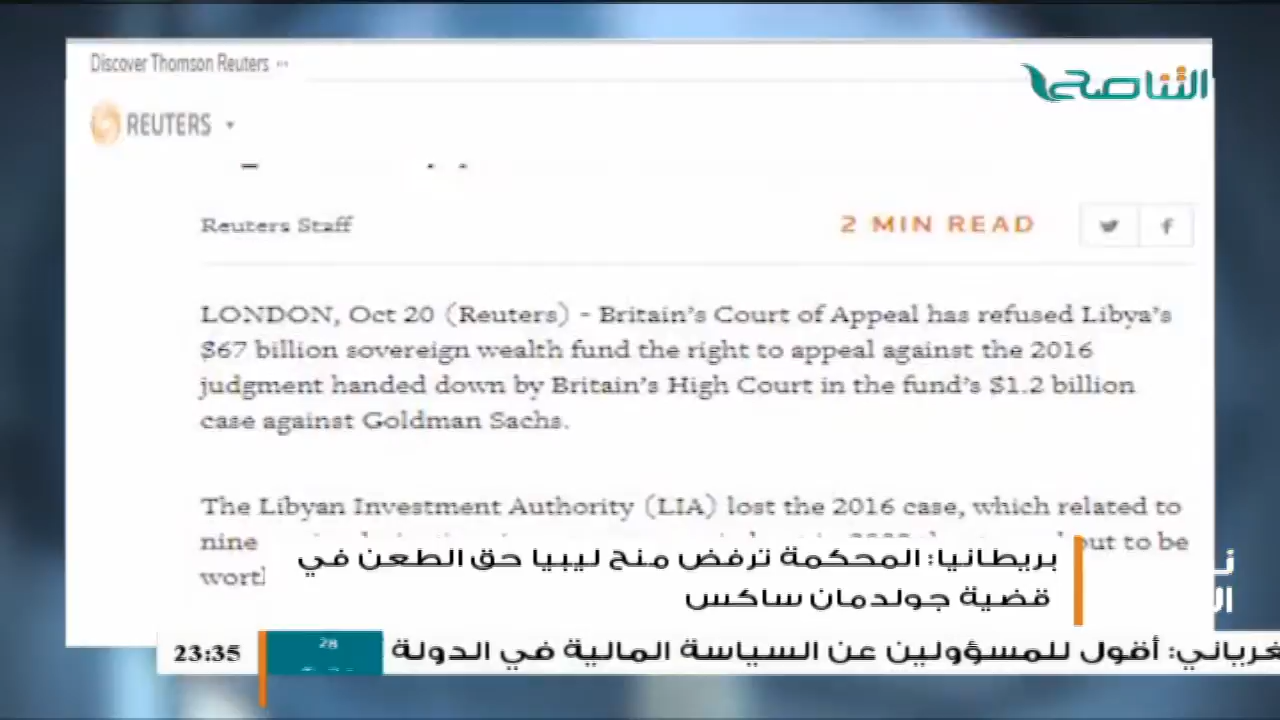 Discover Thomson Reuters
التناصح
REUTERS
Reuters Staff
2 MIN READ
LONDON, Oct 20 (Reuters) - Britain's Court of Appeal has refused Libya's
$67 billion sovereign wealth fund the right to appeal against the 2016
judgment handed down by Britain's High Court in the fund's $1.2 billion
case against Goldman Sachs.
The Libyan Investment Authority (LIA) lost the 2016 case, which related to
nine
out to be
بريطانيا: المحكمة ترفض منح ليبيا حق الطعن في
قضية جولدمان ساكس
23:35
28
غرياني: أقول للمسؤولين عن السياسة المالية في الدولة